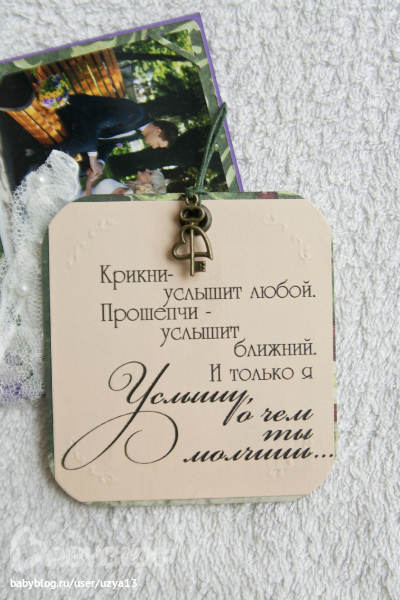 Крикни-
услышит любой.
Прошепчи -
услышит
ближний.
И только я
Услышу,
о чем
ты
молчишь...
babyblog.ru/user/uzya13